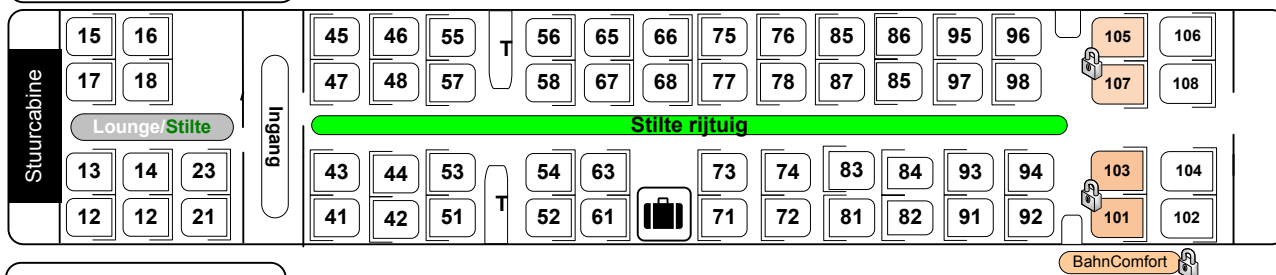 Stuurcabine
15 16 45 46 55 T 56 65 66 75 76 85 86 95 96 105 106
17 18 47 48 57 58 67 68 77 78 87 85 97 98 107 108
Lounge/Stilte Ingang Stilte rijtuig
13 14 23 43 44 53 54 63 73 74 83 84 93 94 103 104
12 12 21 41 42 51 T 52 61 71 72 81 82 91 92 101 102
BahnComfort